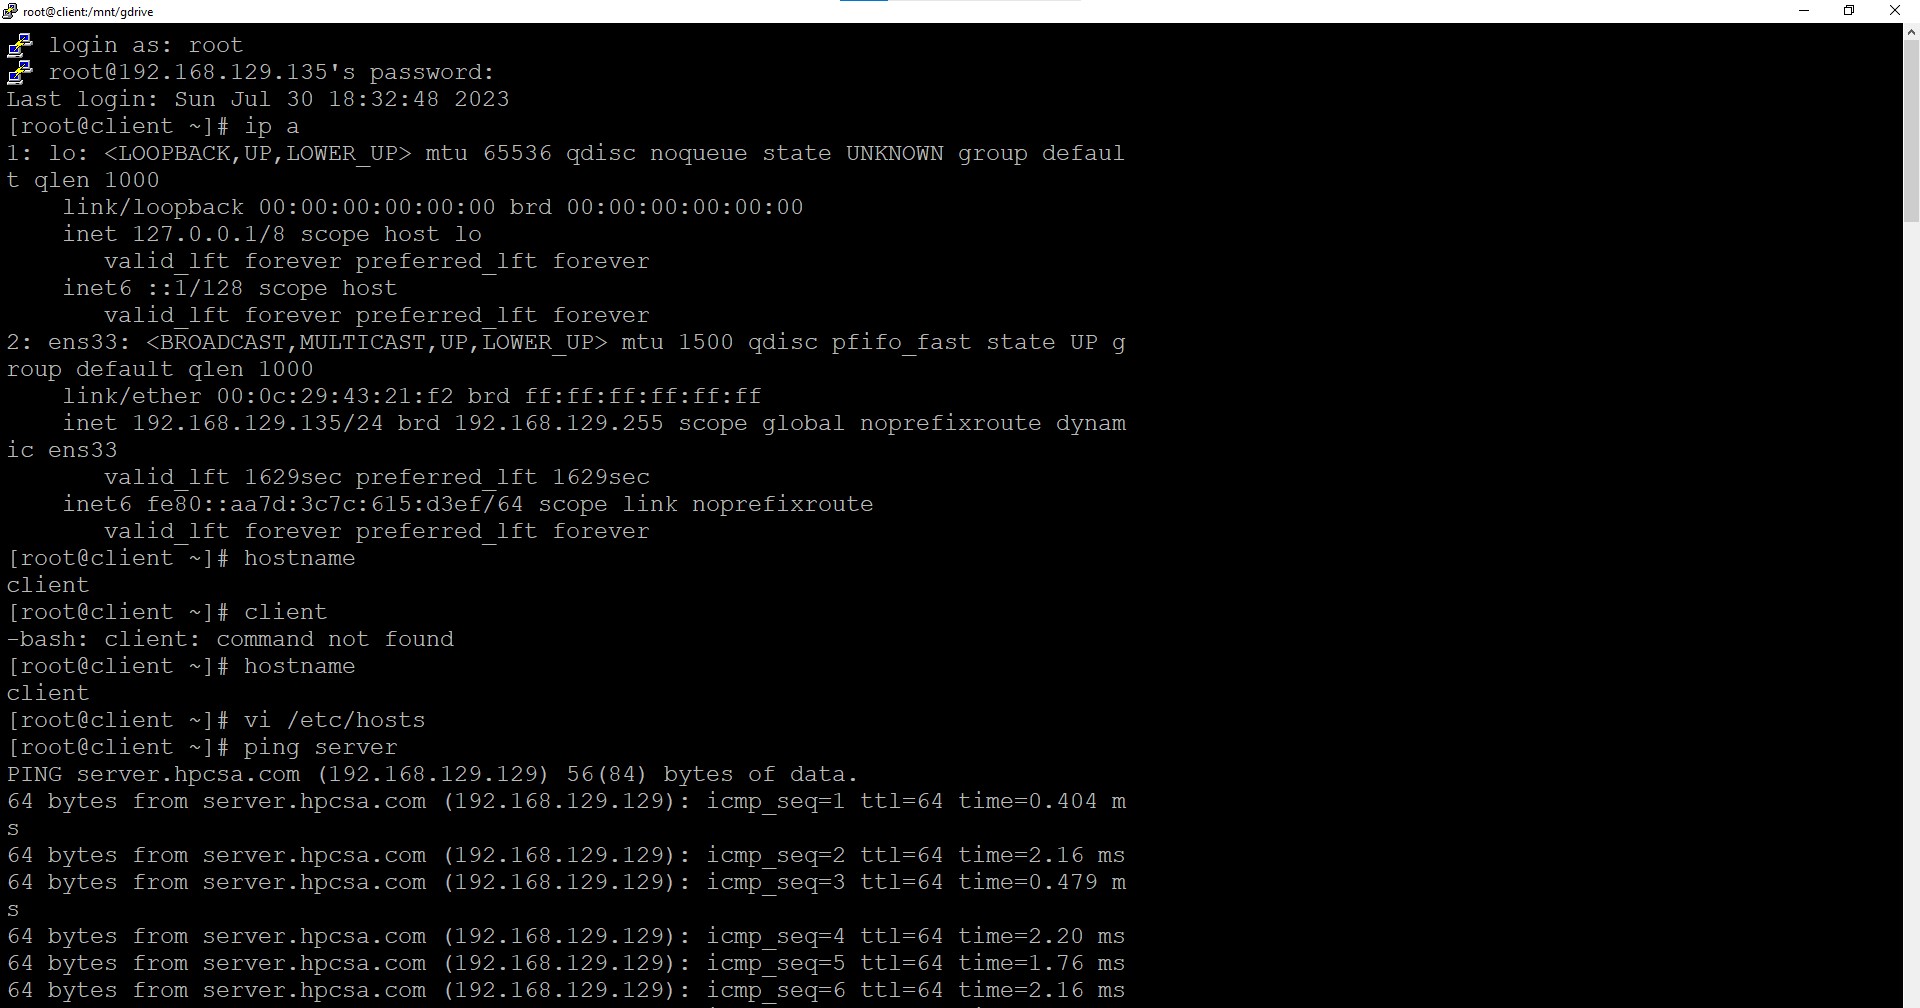 root@client:/mnt/gdrive
login as: root
root@192.168.129.135's password:
Last login: Sun Jul 30 18:32:48 2023
[root@client ~]# ip a
1: lo: <LOOPBACK,UP,LOWER_UP> mtu 65536 qdisc noqueue state UNKNOWN group defaul
t qlen 1000
    link/loopback 00:00:00:00:00:00 brd 00:00:00:00:00:00
    inet 127.0.0.1/8 scope host lo
       valid_lft forever preferred_lft forever
    inet6 ::1/128 scope host
       valid_lft forever preferred_lft forever
2: ens33: <BROADCAST,MULTICAST,UP,LOWER_UP> mtu 1500 qdisc pfifo_fast state UP g
roup default qlen 1000
    link/ether 00:0c:29:43:21:f2 brd ff:ff:ff:ff:ff:ff
    inet 192.168.129.135/24 brd 192.168.129.255 scope global noprefixroute dynam
ic ens33
       valid_lft 1629sec preferred_lft 1629sec
    inet6 fe80::aa7d:3c7c:615:d3ef/64 scope link noprefixroute
       valid_lft forever preferred_lft forever
[root@client ~]# hostname
client
[root@client ~]# client
-bash: client: command not found
[root@client ~]# hostname
client
[root@client ~]# vi /etc/hosts
[root@client ~]# ping server
PING server.hpcsa.com (192.168.129.129) 56(84) bytes of data.
64 bytes from server.hpcsa.com (192.168.129.129): icmp_seq=1 ttl=64 time=0.404 m
s
64 bytes from server.hpcsa.com (192.168.129.129): icmp_seq=2 ttl=64 time=2.16 ms
64 bytes from server.hpcsa.com (192.168.129.129): icmp_seq=3 ttl=64 time=0.479 m
s
64 bytes from server.hpcsa.com (192.168.129.129): icmp_seq=4 ttl=64 time=2.20 ms
64 bytes from server.hpcsa.com (192.168.129.129): icmp_seq=5 ttl=64 time=1.76 ms
64 bytes from server.hpcsa.com (192.168.129.129): icmp_seq=6 ttl=64 time=2.16 ms